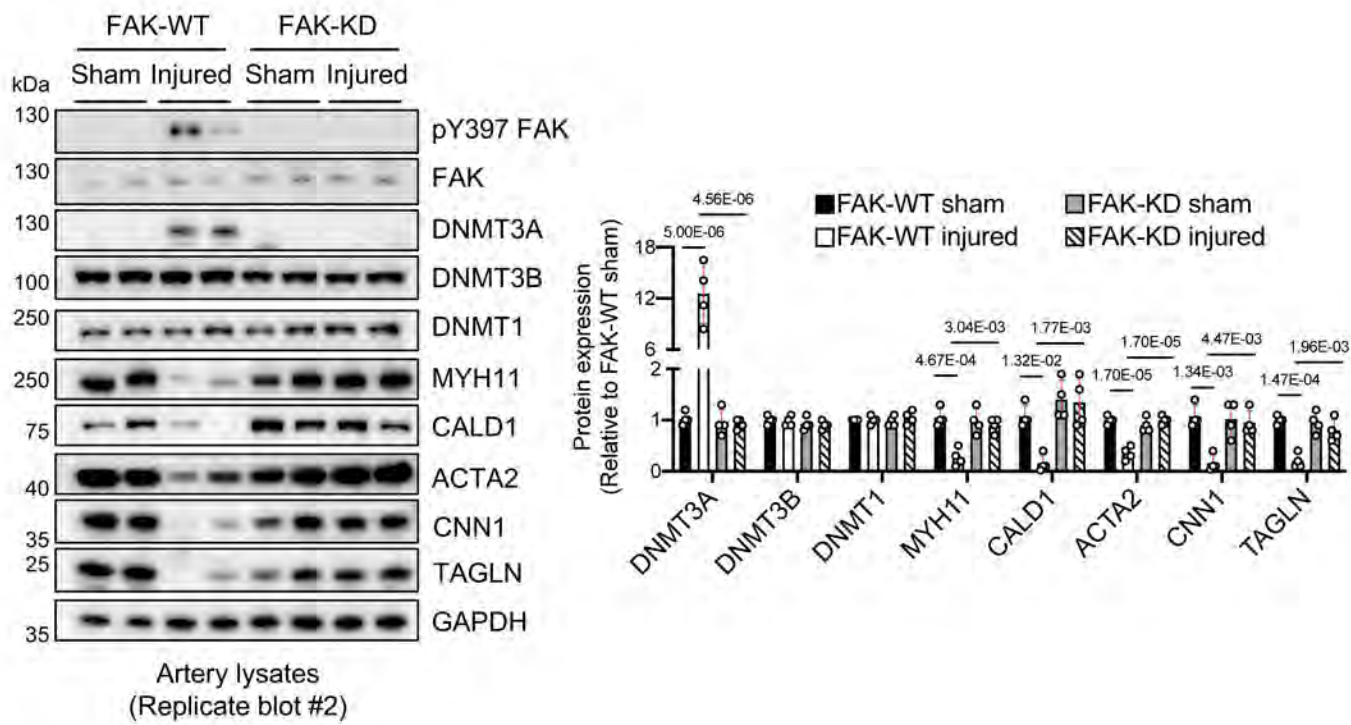 FAK-WT FAK-KD
Sham Injured Sham Injured
kDa
130 pY397 FAK
130 FAK
130 DNMT3A
100 DNMT3B
250 DNMT1
250 MYH11
75 CALD1
40 ACTA2
35 CNN1
25 TAGLN
35 GAPDH
Artery lysates
(Replicate blot #2)
FAK-WT sham FAK-KD sham
FAK-WT injured FAK-KD injured
Protein expression
(Relative to FAK-WT sham)
18
12
6
2
1
0
4.56E-06
5.00E-06
3.04E-03
4.67E-04
1.77E-03
1.32E-02
1.70E-05
1.70E-05
4.47E-03
1.34E-03
1.96E-03
1.47E-04
DNMT3A
DNMT3B
DNMT1
MYH11
CALD1
ACTA2
CNN1
TAGLN